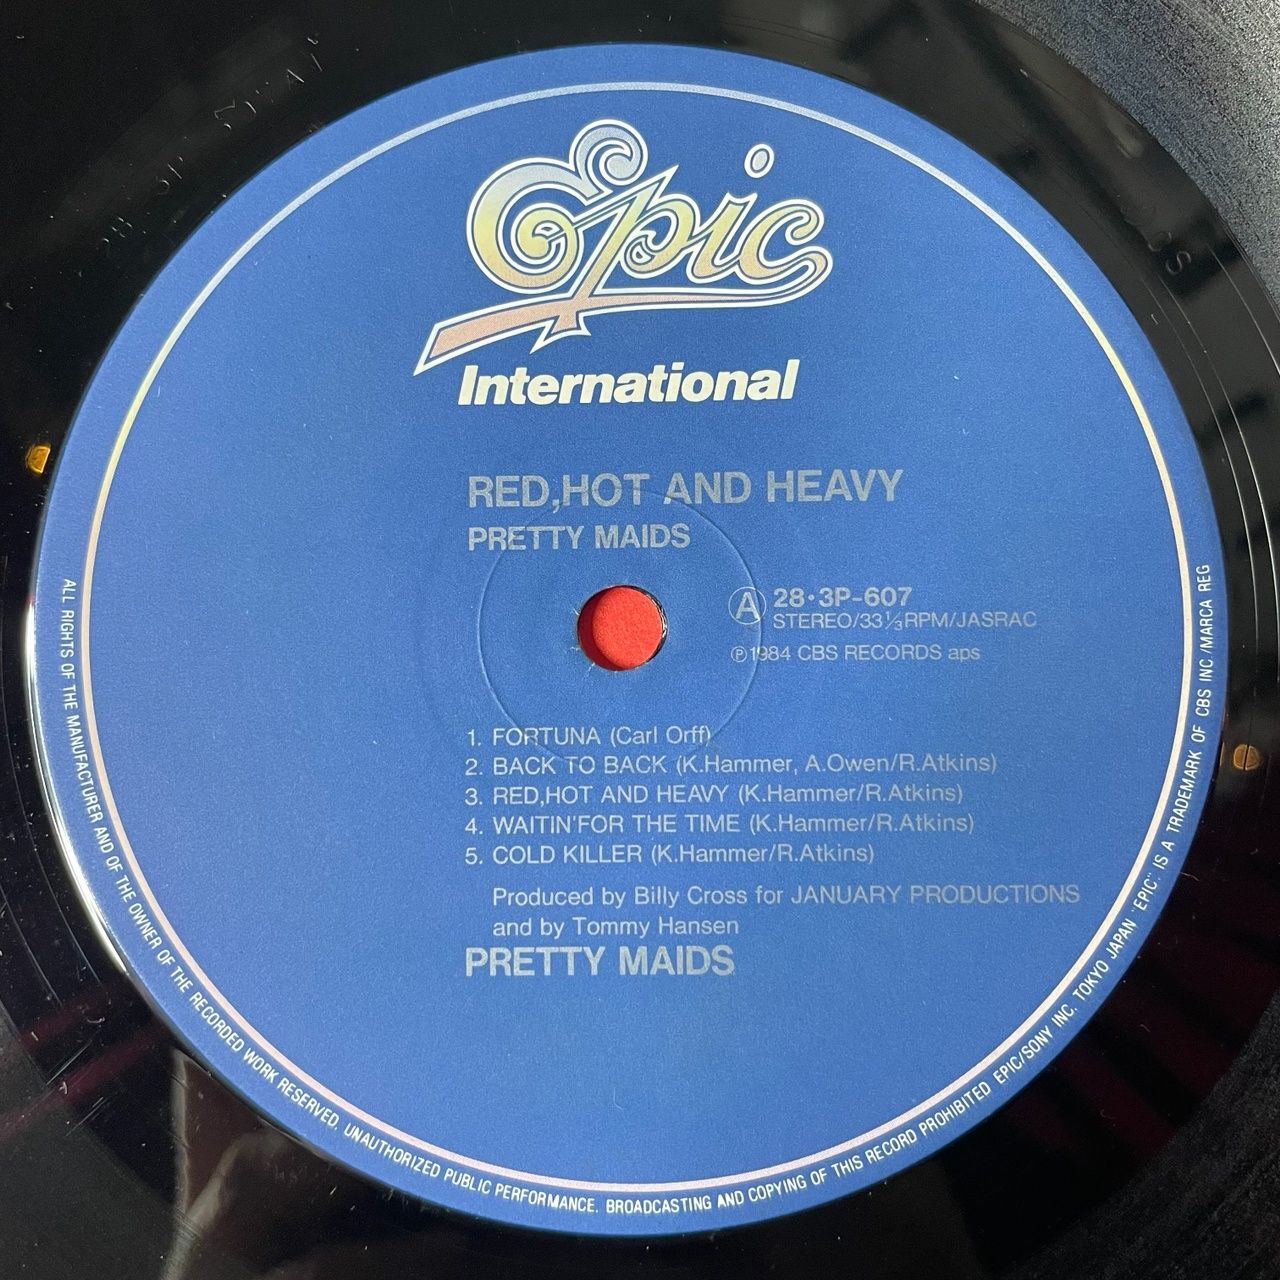 Epic
International
RED,HOT AND HEAVY
PRETTY MAIDS
A 28・3P-607
STEREO/33⅓RPM/JASRAC
℗1984 CBS RECORDS aps
1. FORTUNA (Carl Orff)
2. BACK TO BACK (K.Hammer, A.Owen/R.Atkins)
3. RED,HOT AND HEAVY (K.Hammer/R.Atkins)
4. WAITIN'FOR THE TIME (K.Hammer/R.Atkins)
5. COLD KILLER (K.Hammer/R.Atkins)
Produced by Billy Cross for JANUARY PRODUCTIONS
and by Tommy Hansen
PRETTY MAIDS
ALL RIGHTS OF THE MANUFACTURER AND OF THE OWNER OF THE RECORDED WORK RESERVED. UNAUTHORIZED PUBLIC PERFORMANCE. BROADCASTING AND COPYING OF THIS RECORD PROHIBITED EPIC/SONY INC. TOKYO JAPAN "EPIC." IS A TRADEMARK OF CBS INC /MARCA REG